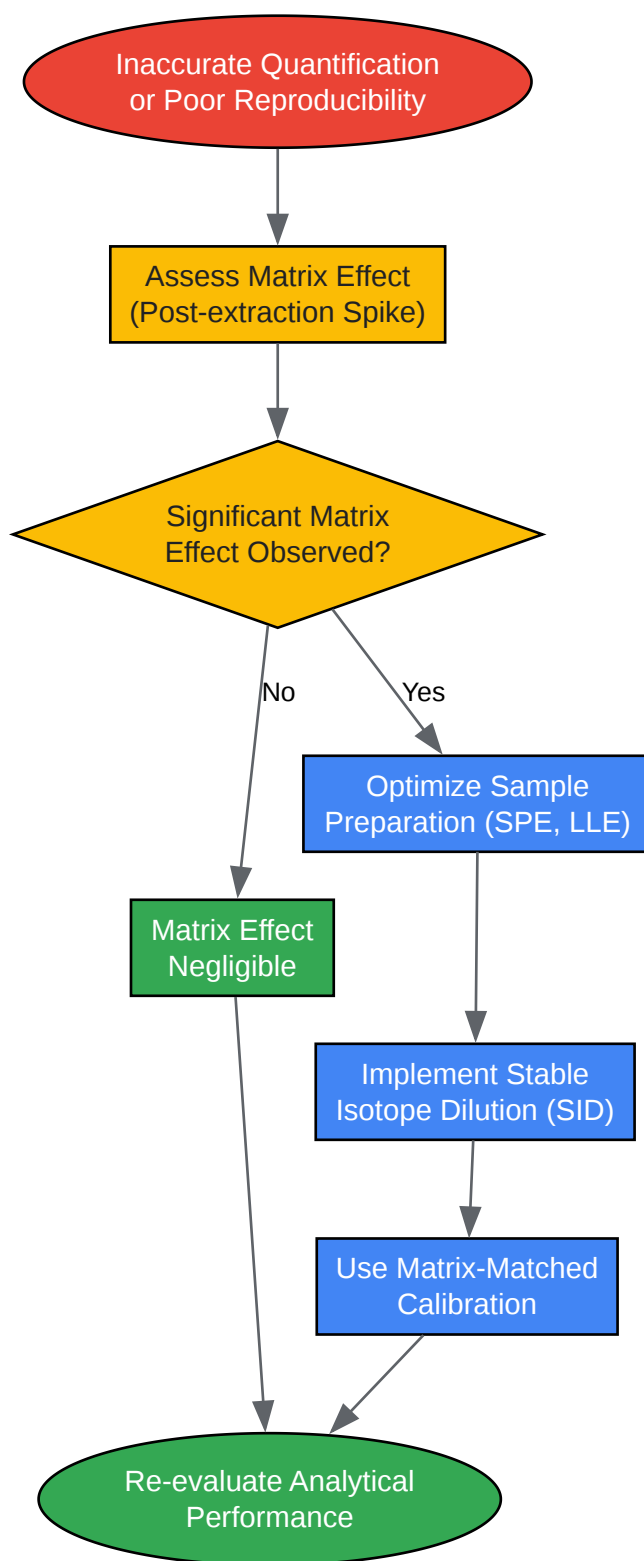 Inaccurate Quantification
or Poor Reproducibility
Assess Matrix Effect
(Post-extraction Spike)
Significant Matrix
Effect Observed?
No
Yes
Optimize Sample
Preparation (SPE, LLE)
Matrix Effect
Negligible
Implement Stable
Isotope Dilution (SID)
Use Matrix-Matched
Calibration
Re-evaluate Analytical
Performance